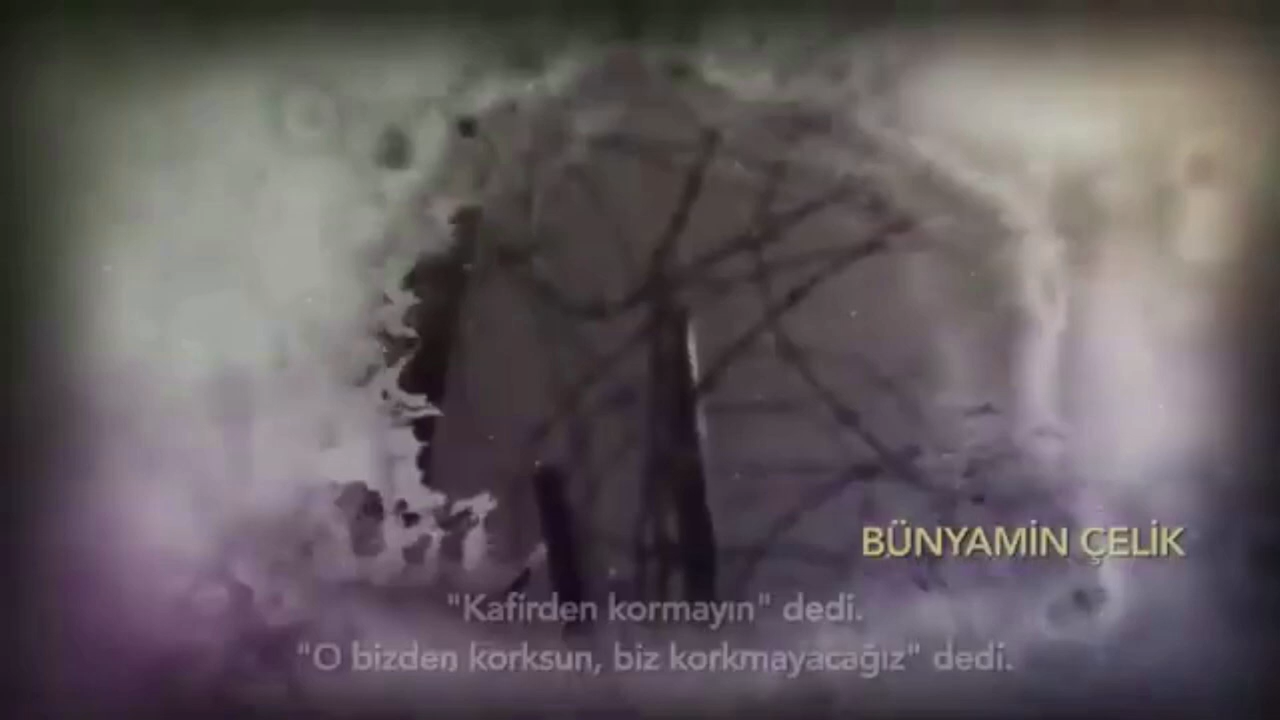 BÜNYAMİN ÇELİK
"Kafirden kormayın" dedi.
"O bizden korksun, biz korkmayacağız" dedi.